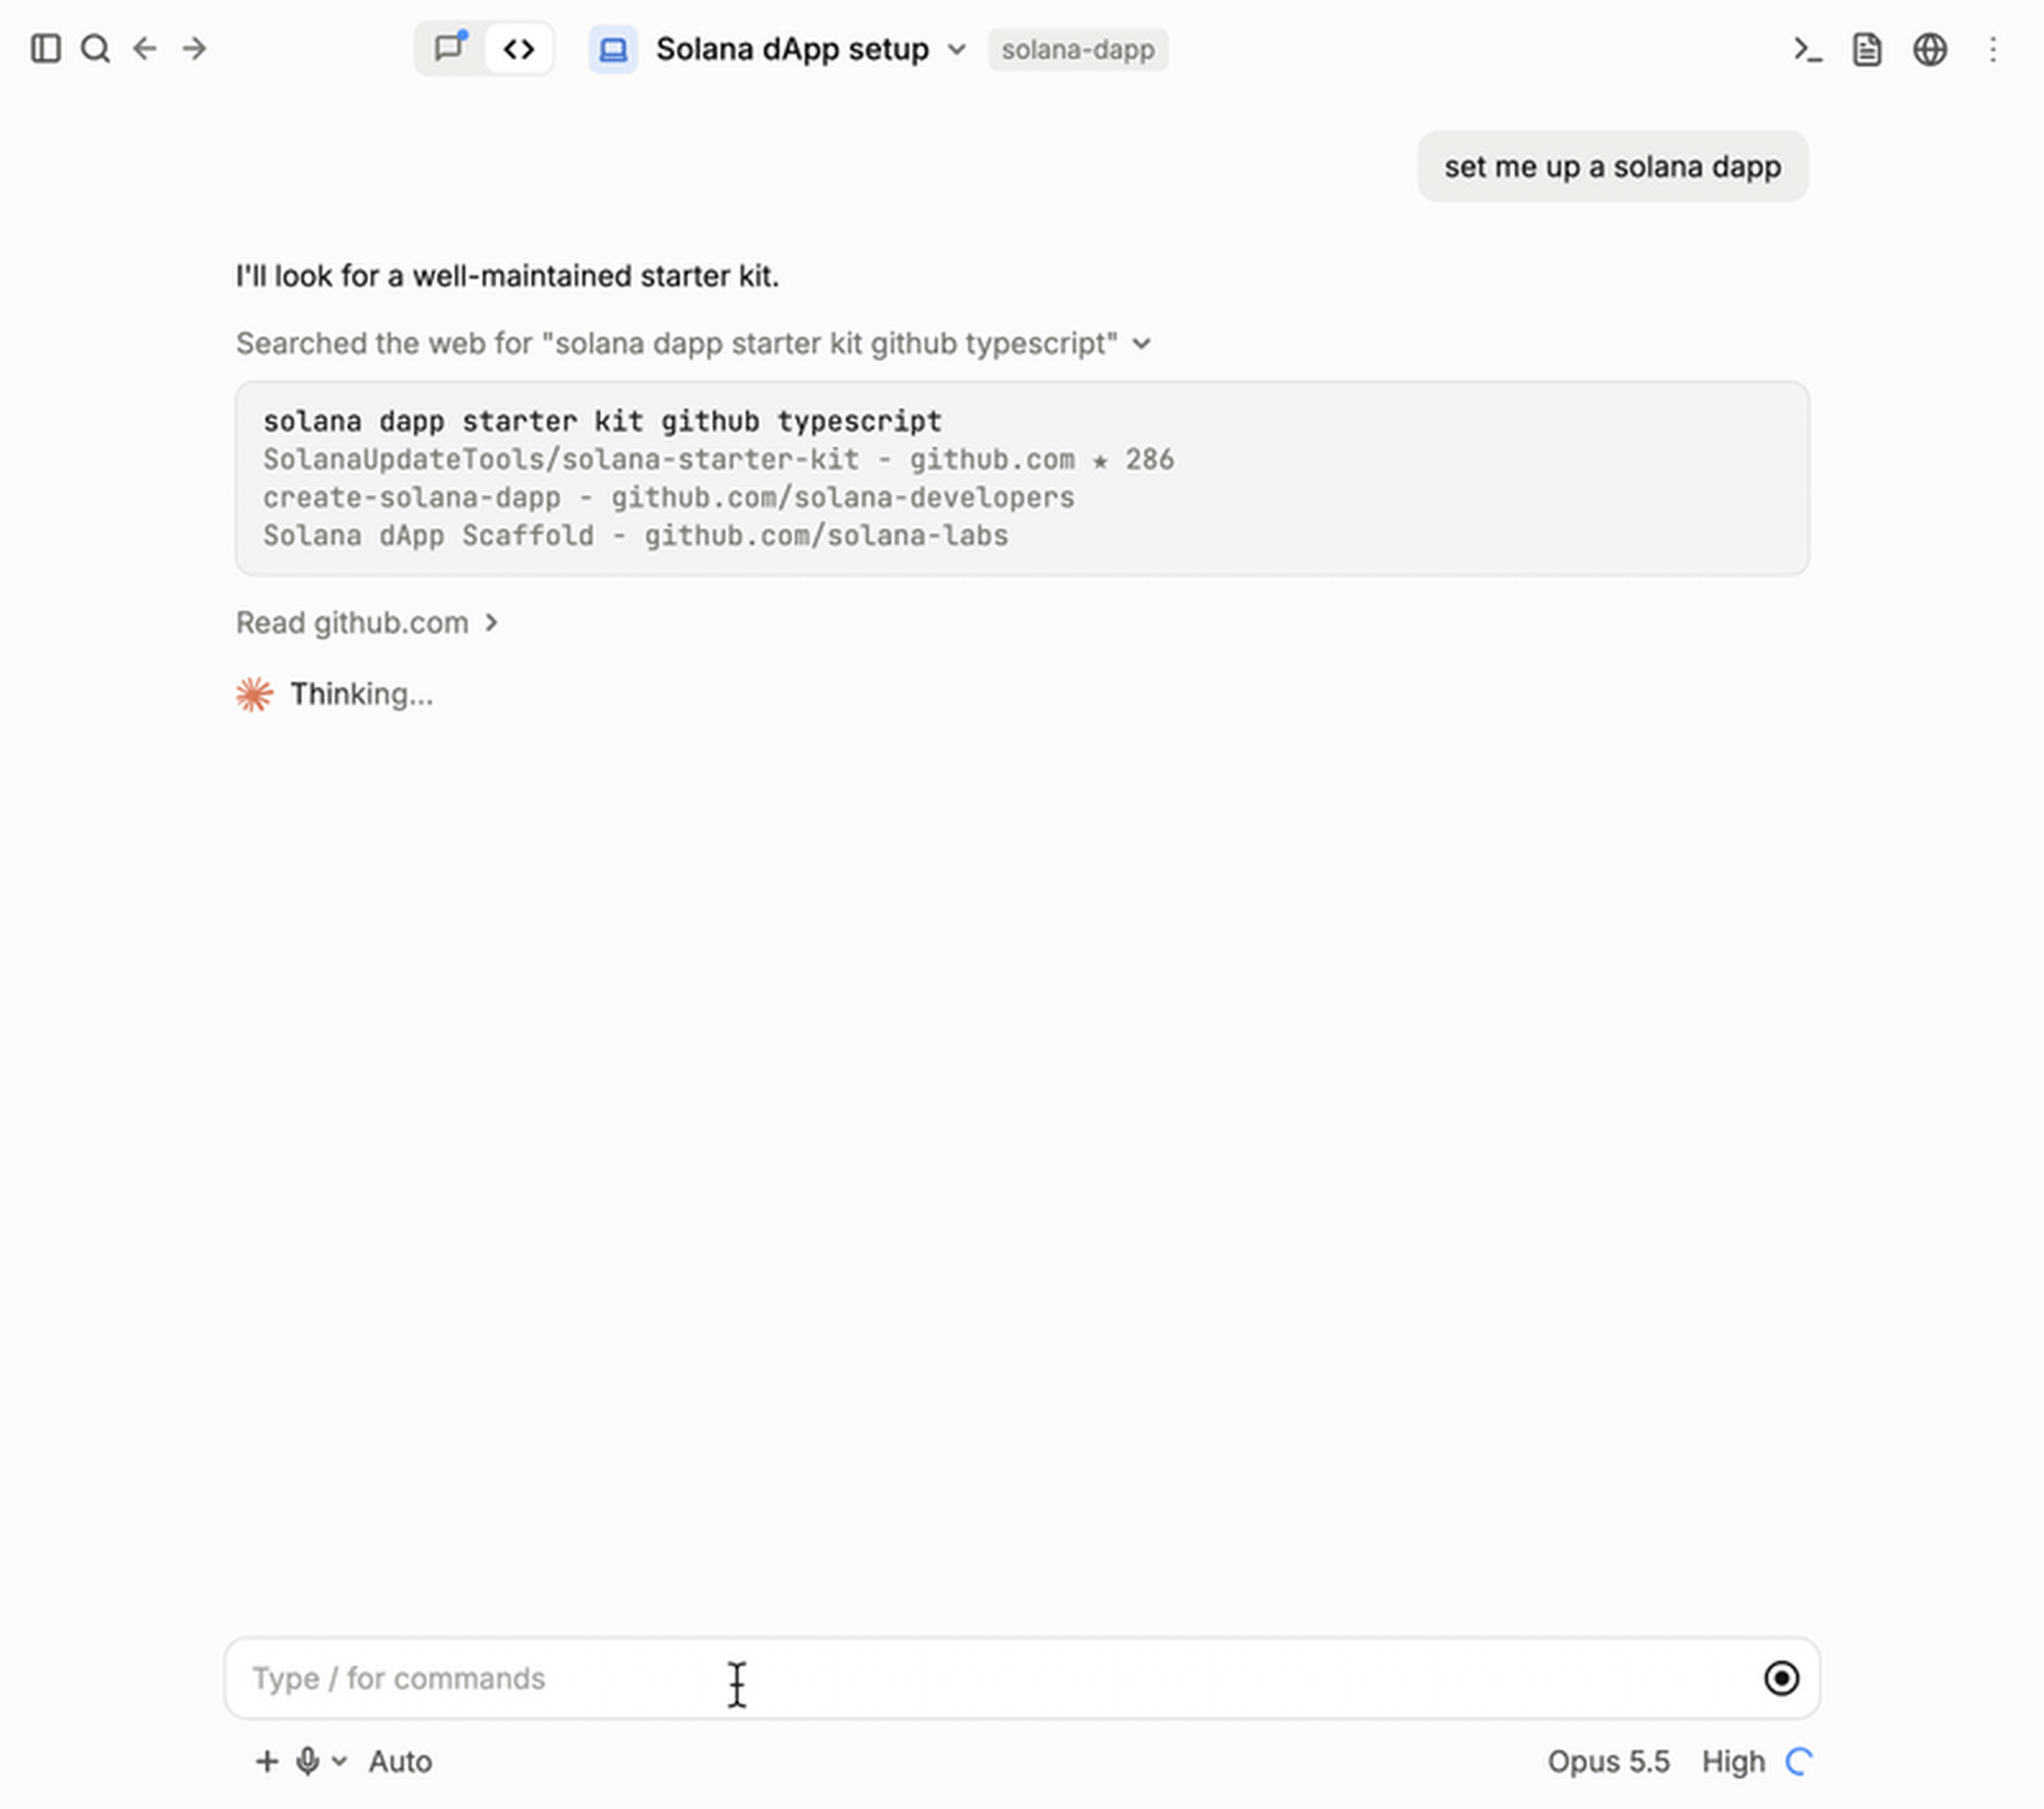 Solana dApp setup solana-dapp
set me up a solana dapp
I'll look for a well-maintained starter kit.
Searched the web for "solana dapp starter kit github typescript"
solana dapp starter kit github typescript
SolanaUpdateTools/solana-starter-kit - github.com ★ 286
create-solana-dapp - github.com/solana-developers
Solana dApp Scaffold - github.com/solana-labs
Read github.com
Thinking...
Type / for commands
Auto Opus 5.5 High